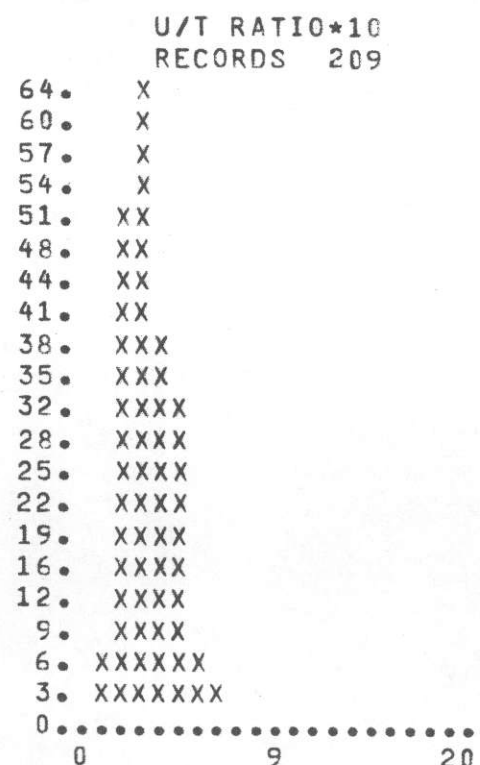 U/T RATIO*10
RECORDS 209
64. X
60. X
57. X
54. X
51. XX
48. XX
44. XX
41. XX
38. XXX
35. XXX
32. XXXX
28. XXXX
25. XXXX
22. XXXX
19. XXXX
16. XXXX
12. XXXX
9. XXXX
6. XXXXXX
3. XXXXXXX
0......................
0 9 20